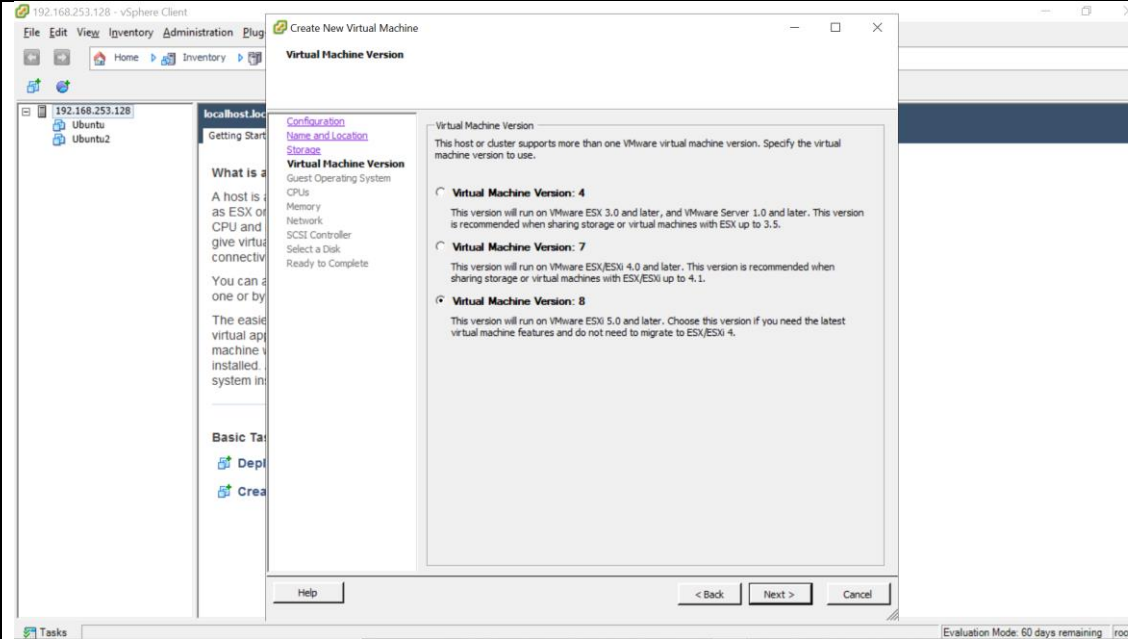 192.168.253.128 - vSphere Client
File Edit View Inventory Administration Plug
Home Inventory
192.168.253.128
Ubuntu
Ubuntu2
localhost.loc
Getting Start
What is a
A host is a
as ESX or
CPU and
give virtua
connectiv
You can a
one or by
The easie
virtual app
machine
installed.
system in
Basic Tas
Depl
Crea
Create New Virtual Machine
Virtual Machine Version
Configuration
Name and Location
Storage
Virtual Machine Version
Guest Operating System
CPUs
Memory
Network
SCSI Controller
Select a Disk
Ready to Complete
Virtual Machine Version
This host or cluster supports more than one VMware virtual machine version. Specify the virtual
machine version to use.
Virtual Machine Version: 4
This version will run on VMware ESX 3.0 and later, and VMware Server 1.0 and later. This version
is recommended when sharing storage or virtual machines with ESX up to 3.5.
Virtual Machine Version: 7
This version will run on VMware ESX/ESXi 4.0 and later. This version is recommended when
sharing storage or virtual machines with ESX/ESXi up to 4.1.
Virtual Machine Version: 8
This version will run on VMware ESXi 5.0 and later. Choose this version if you need the latest
virtual machine features and do not need to migrate to ESX/ESXi 4.
Help
< Back
Next >
Cancel
Tasks
Evaluation Mode: 60 days remaining
roo